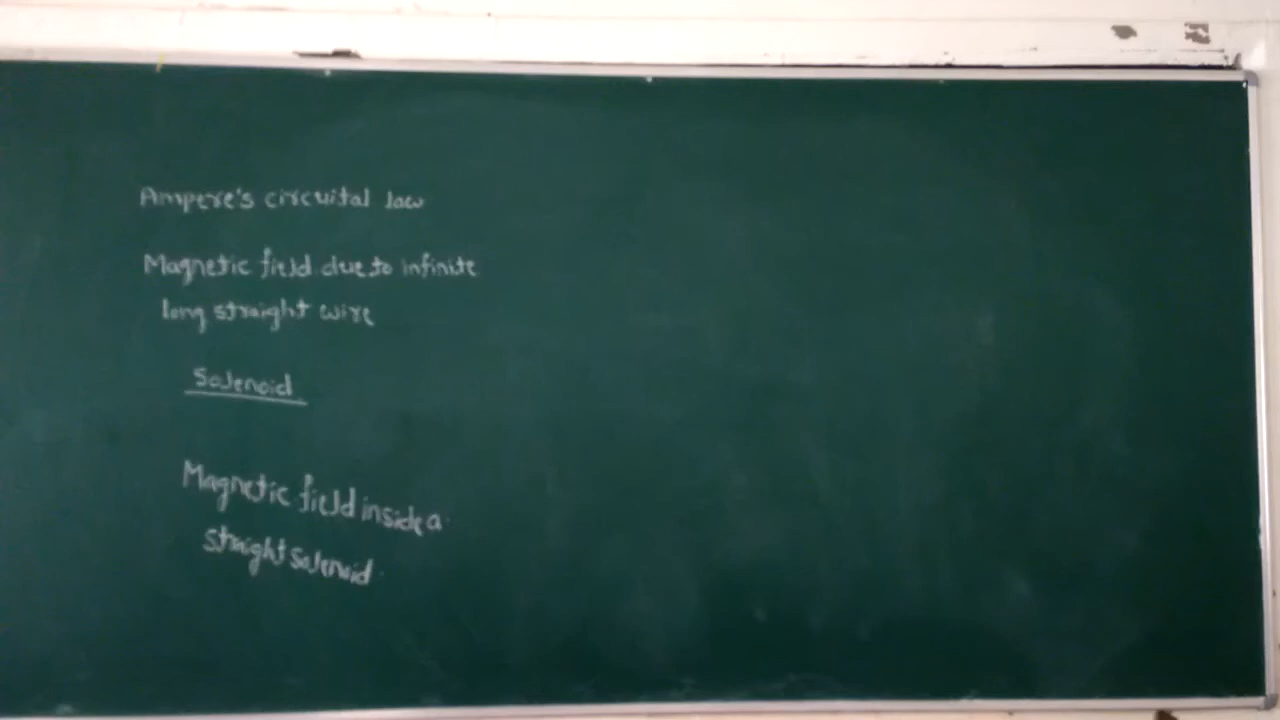 Ampere's circuital law
Magnetic field due to infinite
long straight wire
Solenoid
Magnetic field inside a
straight solenoid